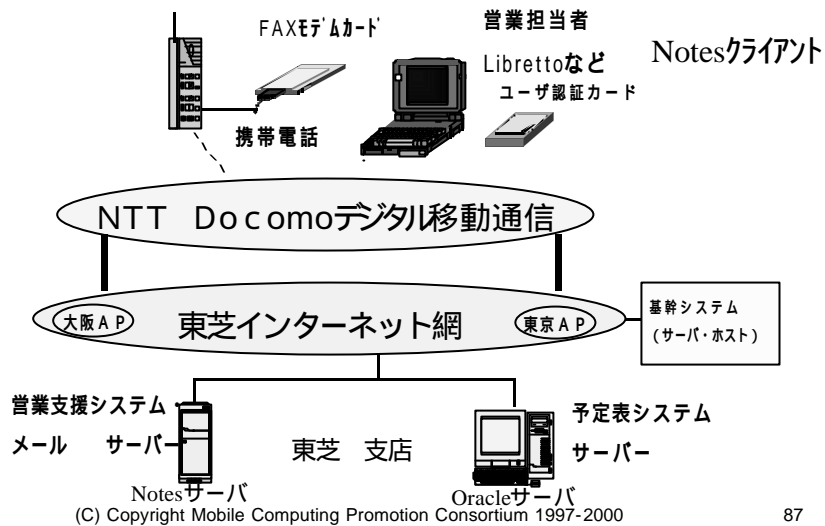 FAXﾓﾃﾞﾑｶｰﾄﾞ
営業担当者
Librettoなど
Notesクライアント
ユーザ認証カード
携帯電話
NTT Docomoデジタル移動通信
大阪AP
東芝インターネット網
東京AP
基幹システム
(サーバ・ホスト)
営業支援システム
メール サーバー
東芝 支店
予定表システム
サーバー
Notesサーバ
Oracleサーバ
(C) Copyright Mobile Computing Promotion Consortium 1997-2000
87